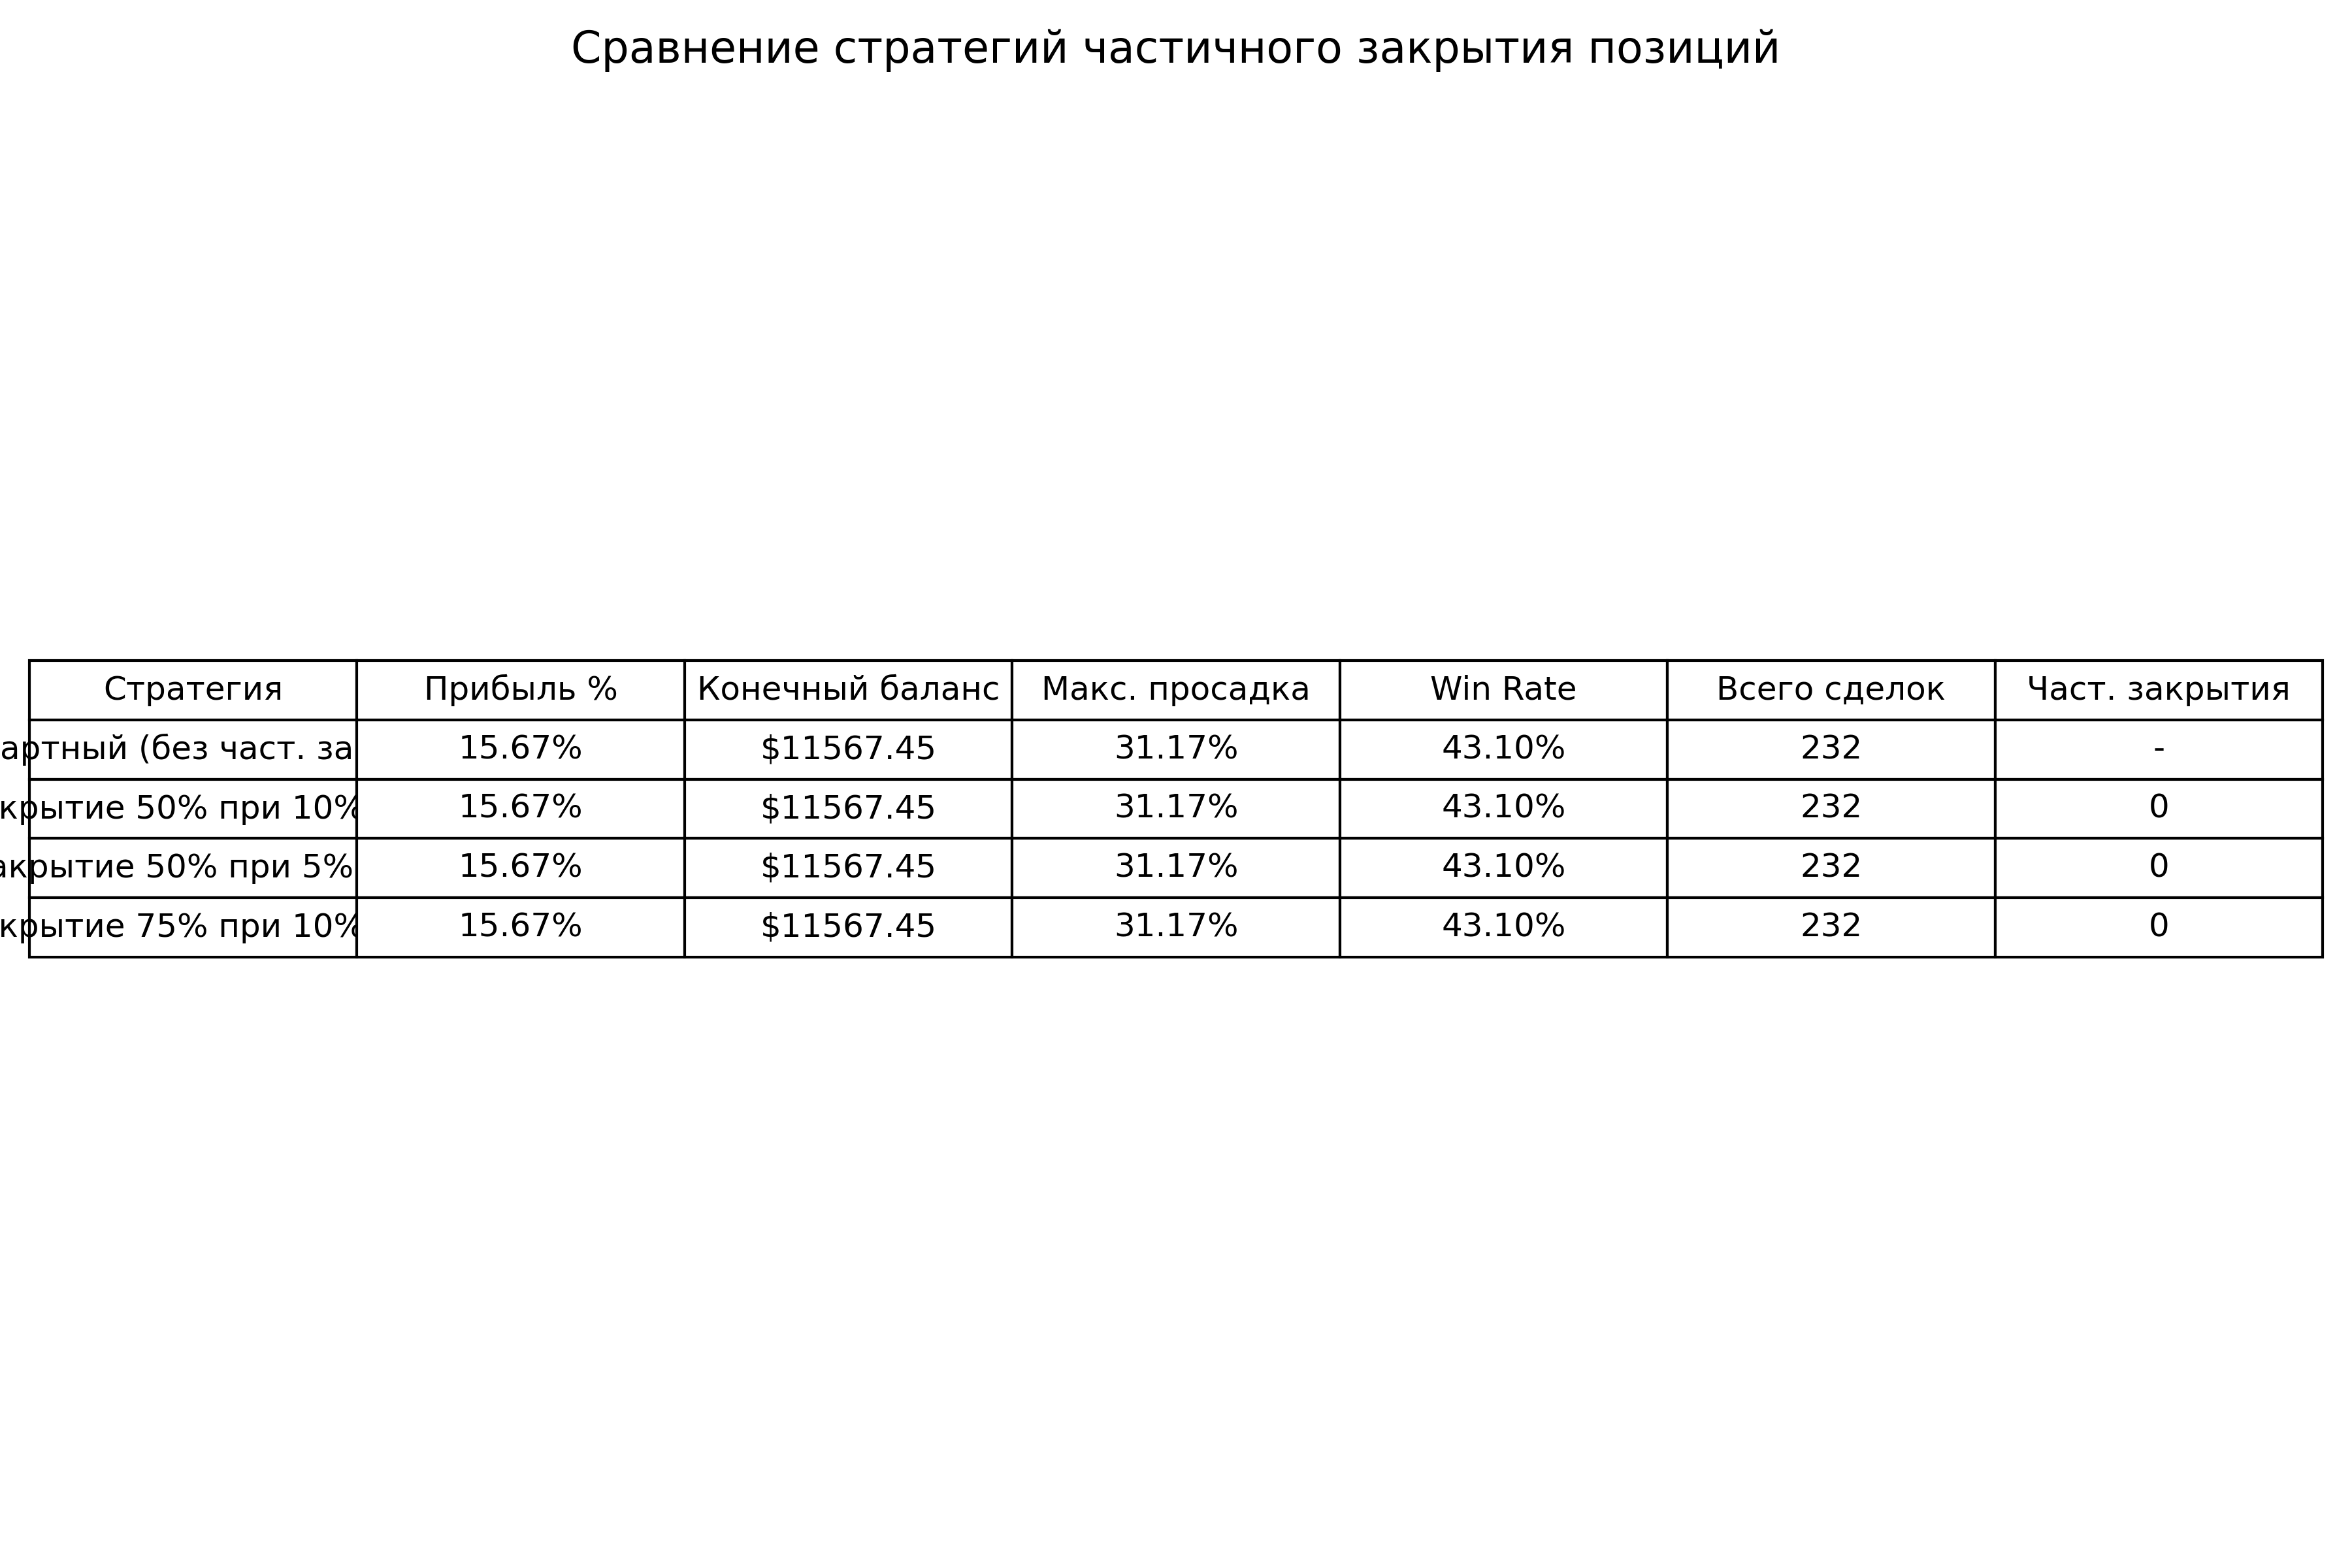 Сравнение стратегий частичного закрытия позиций
Стратегия Прибыль % Конечный баланс Макс. просадка Win Rate Всего сделок Част. закрытия
артный (без част. за 15.67% $11567.45 31.17% 43.10% 232 -
крытие 50% при 10% 15.67% $11567.45 31.17% 43.10% 232 0
акрытие 50% при 5% 15.67% $11567.45 31.17% 43.10% 232 0
крытие 75% при 10% 15.67% $11567.45 31.17% 43.10% 232 0